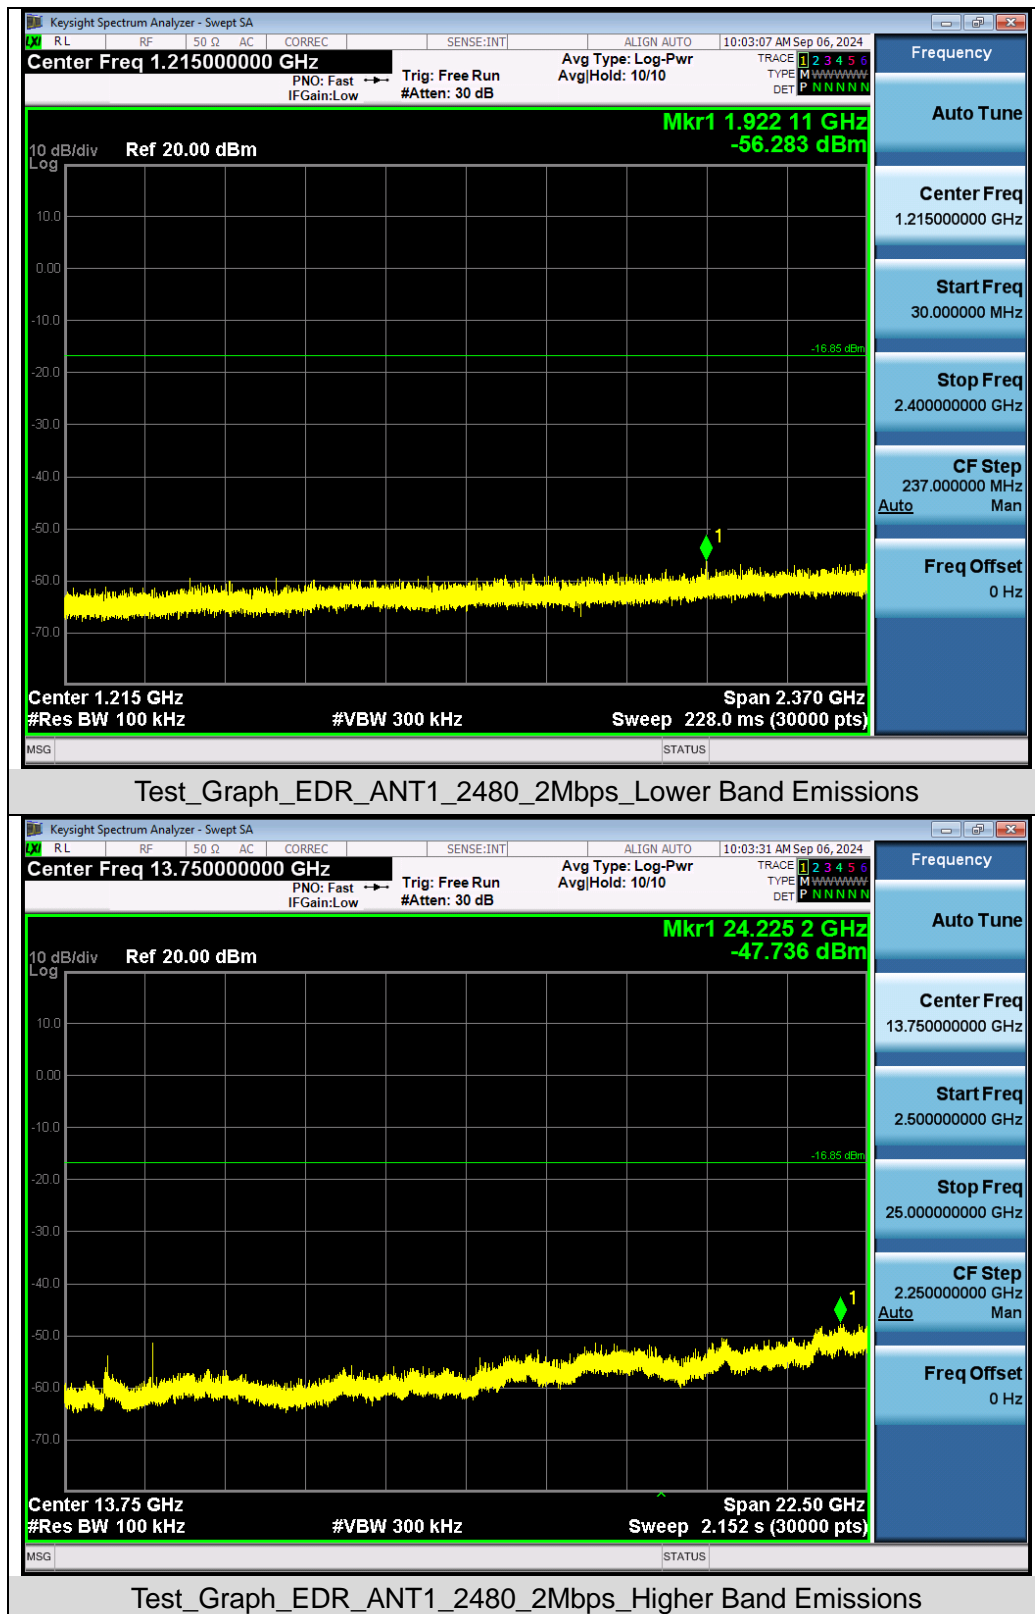 Keysight Spectrum Analyzer - Swept SA
LXI RL RF 50 Ω AC CORREC SENSE:INT ALIGN AUTO 10:03:07 AM Sep 06, 2024
Center Freq 1.215000000 GHz
PNO: Fast
IFGain:Low
Trig: Free Run
#Atten: 30 dB
Avg Type: Log-Pwr
Avg|Hold: 10/10
TRACE 1 2 3 4 5 6
TYPE M W W W W W
DET P N N N N N
Mkr1 1.922 11 GHz
-56.283 dBm
10 dB/div
Log
Ref 20.00 dBm
10.0
0.00
-10.0
-16.85 dBm
-20.0
-30.0
-40.0
-50.0
1
-60.0
-70.0
Center 1.215 GHz
Span 2.370 GHz
#Res BW 100 kHz
#VBW 300 kHz
Sweep 228.0 ms (30000 pts)
MSG
STATUS
Frequency
Auto Tune
Center Freq
1.215000000 GHz
Start Freq
30.000000 MHz
Stop Freq
2.400000000 GHz
CF Step
237.000000 MHz
Auto Man
Freq Offset
0 Hz
Test_Graph_EDR_ANT1_2480_2Mbps_Lower Band Emissions
Keysight Spectrum Analyzer - Swept SA
LXI RL RF 50 Ω AC CORREC SENSE:INT ALIGN AUTO 10:03:31 AM Sep 06, 2024
Center Freq 13.750000000 GHz
PNO: Fast
IFGain:Low
Trig: Free Run
#Atten: 30 dB
Avg Type: Log-Pwr
Avg|Hold: 10/10
TRACE 1 2 3 4 5 6
TYPE M W W W W W
DET P N N N N N
Mkr1 24.225 2 GHz
-47.736 dBm
10 dB/div
Log
Ref 20.00 dBm
10.0
0.00
-10.0
-16.85 dBm
-20.0
-30.0
-40.0
1
-50.0
-60.0
-70.0
Center 13.75 GHz
Span 22.50 GHz
#Res BW 100 kHz
#VBW 300 kHz
Sweep 2.152 s (30000 pts)
MSG
STATUS
Frequency
Auto Tune
Center Freq
13.750000000 GHz
Start Freq
2.500000000 GHz
Stop Freq
25.000000000 GHz
CF Step
2.250000000 GHz
Auto Man
Freq Offset
0 Hz
Test_Graph_EDR_ANT1_2480_2Mbps_Higher Band Emissions